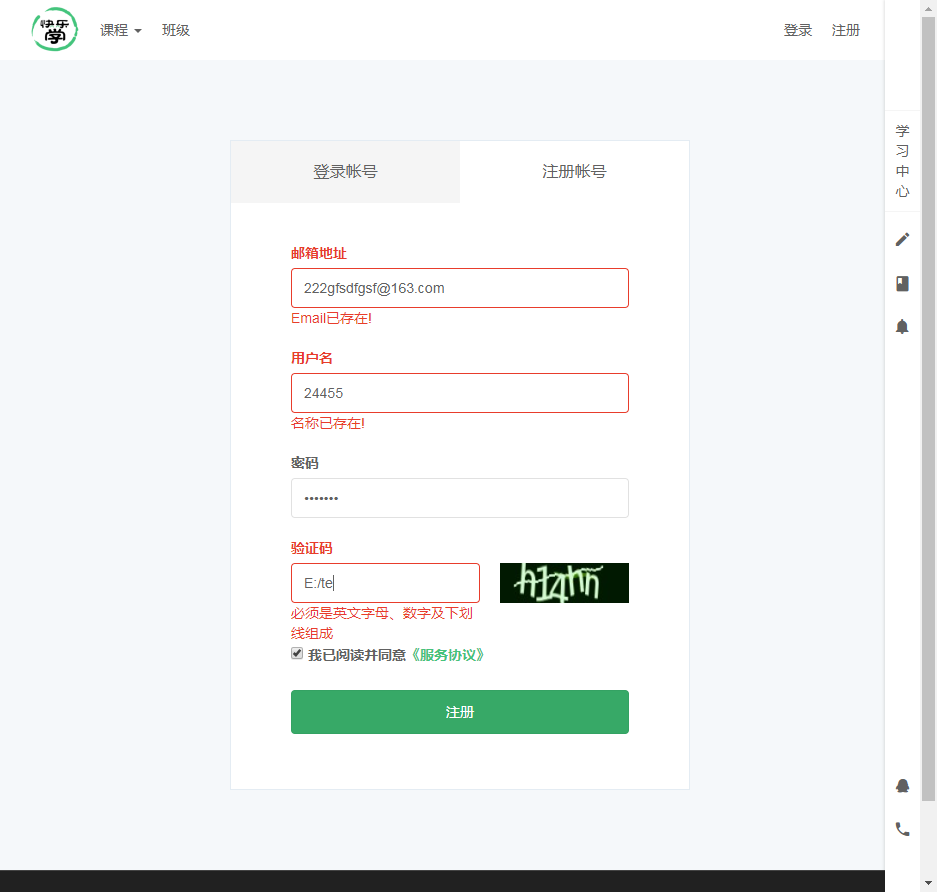 快乐
学
课程
班级
登录
注册
学
习
中
心
登录帐号
注册帐号
邮箱地址
222gfsdfgsf@163.com
Email已存在!
用户名
24455
名称已存在!
密码
•••••••
验证码
E:/te
必须是英文字母、数字及下划
线组成
我已阅读并同意《服务协议》
注册